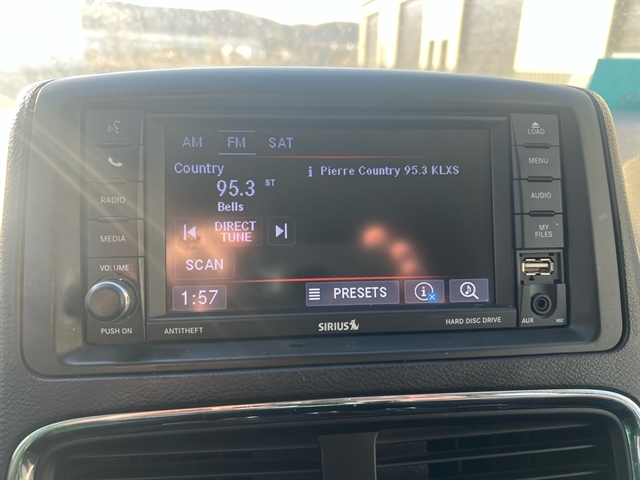 AM FM SAT
Country
95.3 ST
Bells
i Pierre Country 95.3 KLXS
DIRECT
TUNE
SCAN
1:57
PRESETS
RADIO
MEDIA
VOLUME
PUSH ON
LOAD
MENU
AUDIO
MY
FILES
AUX
ANTITHEFT
SIRIUS
HARD DISC DRIVE